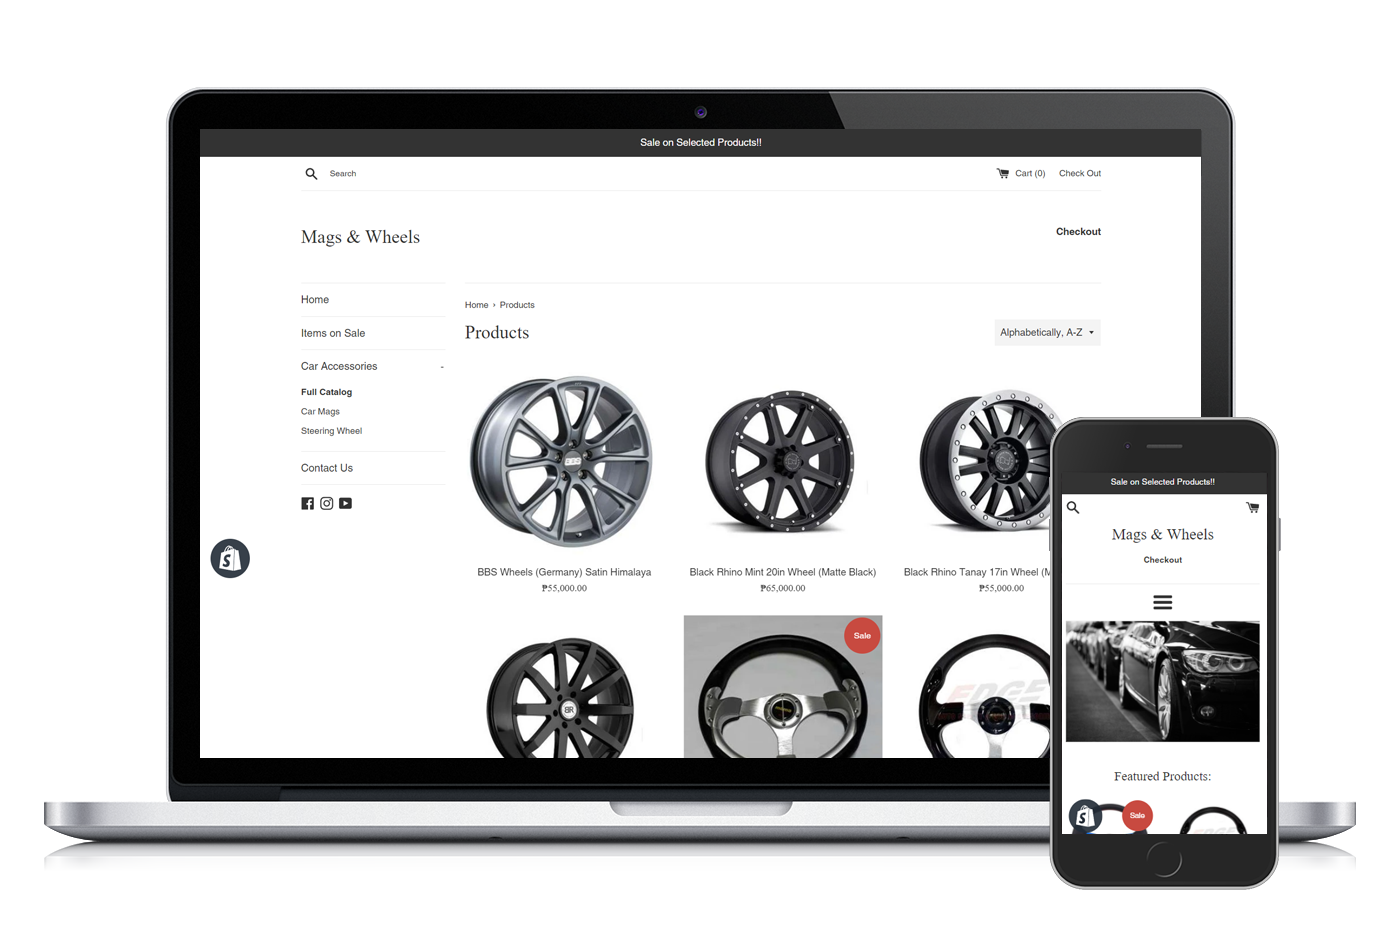 Sale on Selected Products!!
Search
Cart (0)
Check Out
Mags & Wheels
Checkout
Home
Items on Sale
Car Accessories -
Full Catalog
Car Mags
Steering Wheel
Contact Us
Home › Products
Products
Alphabetically, A-Z
BBS Wheels (Germany) Satin Himalaya
₱55,000.00
Black Rhino Mint 20in Wheel (Matte Black)
₱65,000.00
Black Rhino Tanay 17in Wheel (M
₱55,000.00
Sale
EDGE
Sale on Selected Products!!
Mags & Wheels
Checkout
Featured Products:
Sale